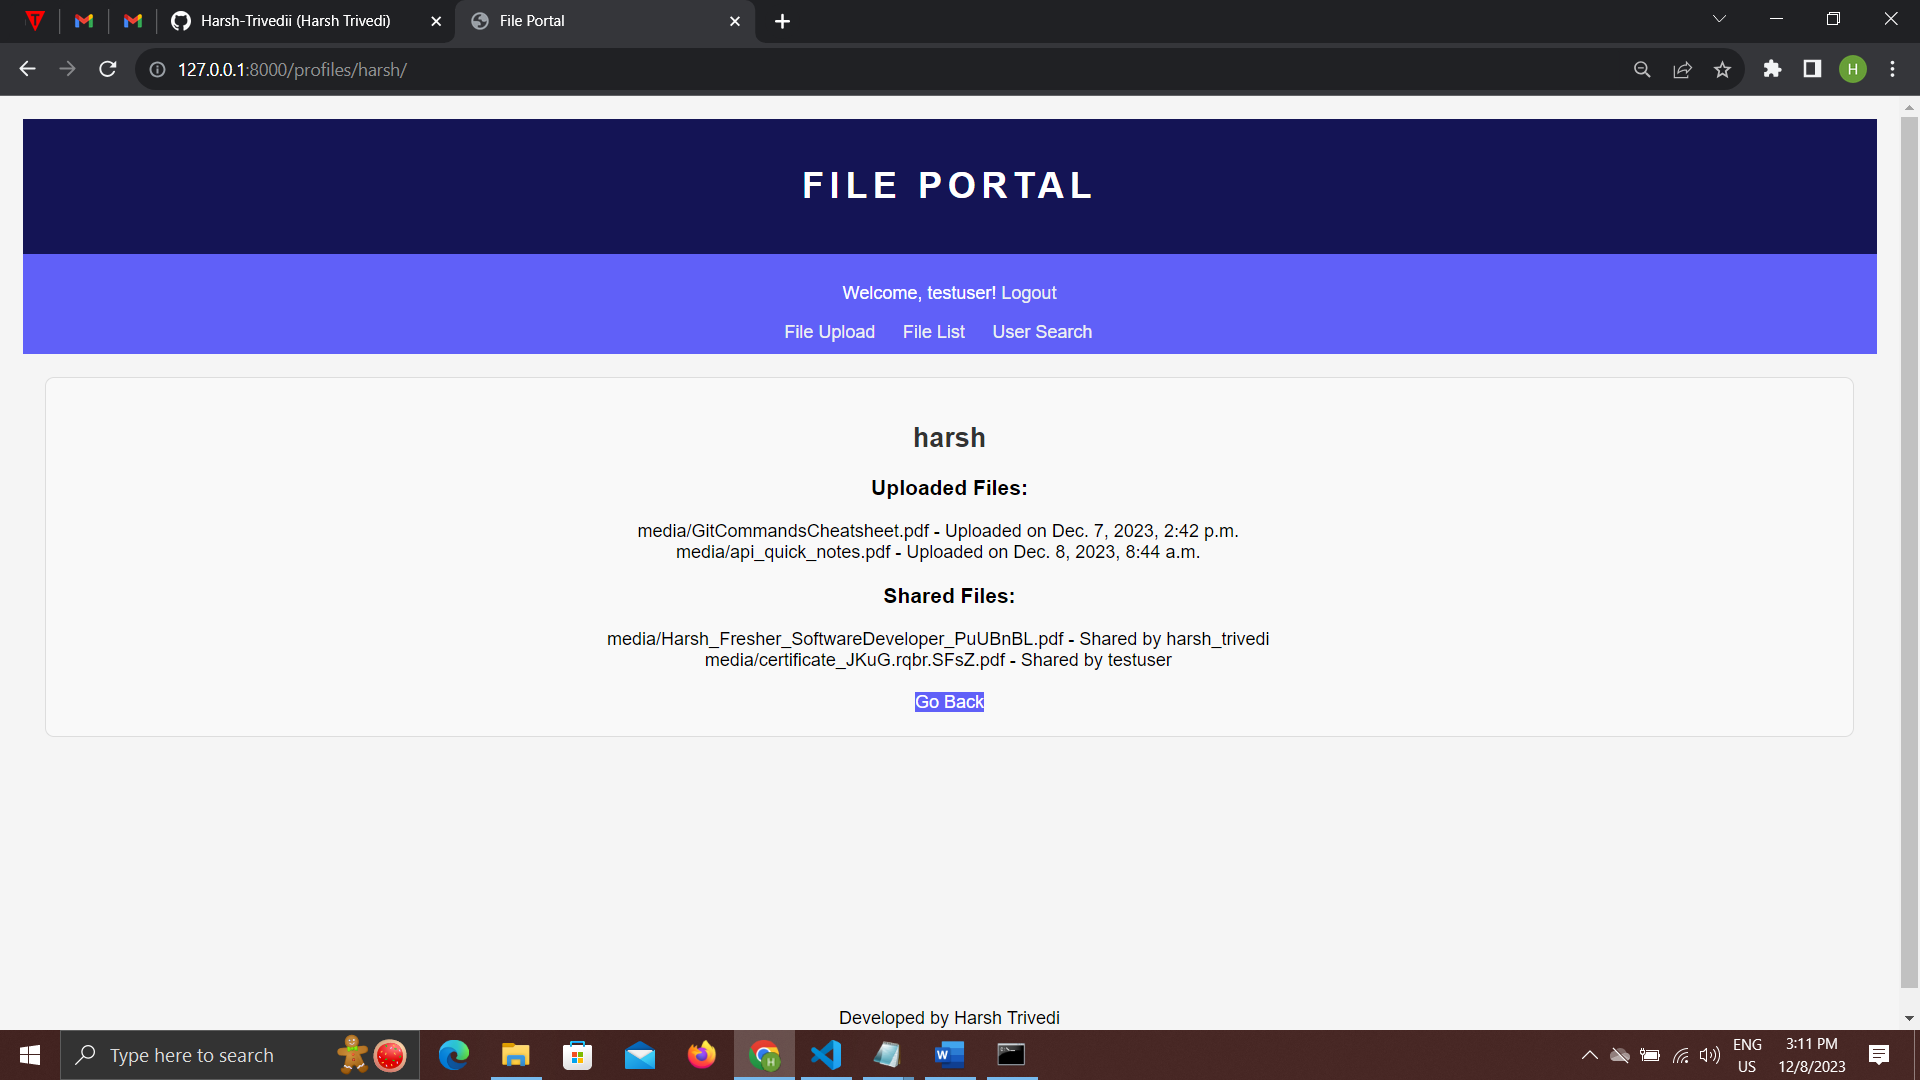 Harsh-Trivedii (Harsh Trivedi)
File Portal
127.0.0.1:8000/profiles/harsh/
H
FILE PORTAL
Welcome, testuser! Logout
File Upload File List User Search
harsh
Uploaded Files:
media/GitCommandsCheatsheet.pdf - Uploaded on Dec. 7, 2023, 2:42 p.m.
media/api_quick_notes.pdf - Uploaded on Dec. 8, 2023, 8:44 a.m.
Shared Files:
media/Harsh_Fresher_SoftwareDeveloper_PuUBnBL.pdf - Shared by harsh_trivedi
media/certificate_JKuG.rqbr.SFsZ.pdf - Shared by testuser
Go Back
Developed by Harsh Trivedi
Type here to search
ENG
US
3:11 PM
12/8/2023